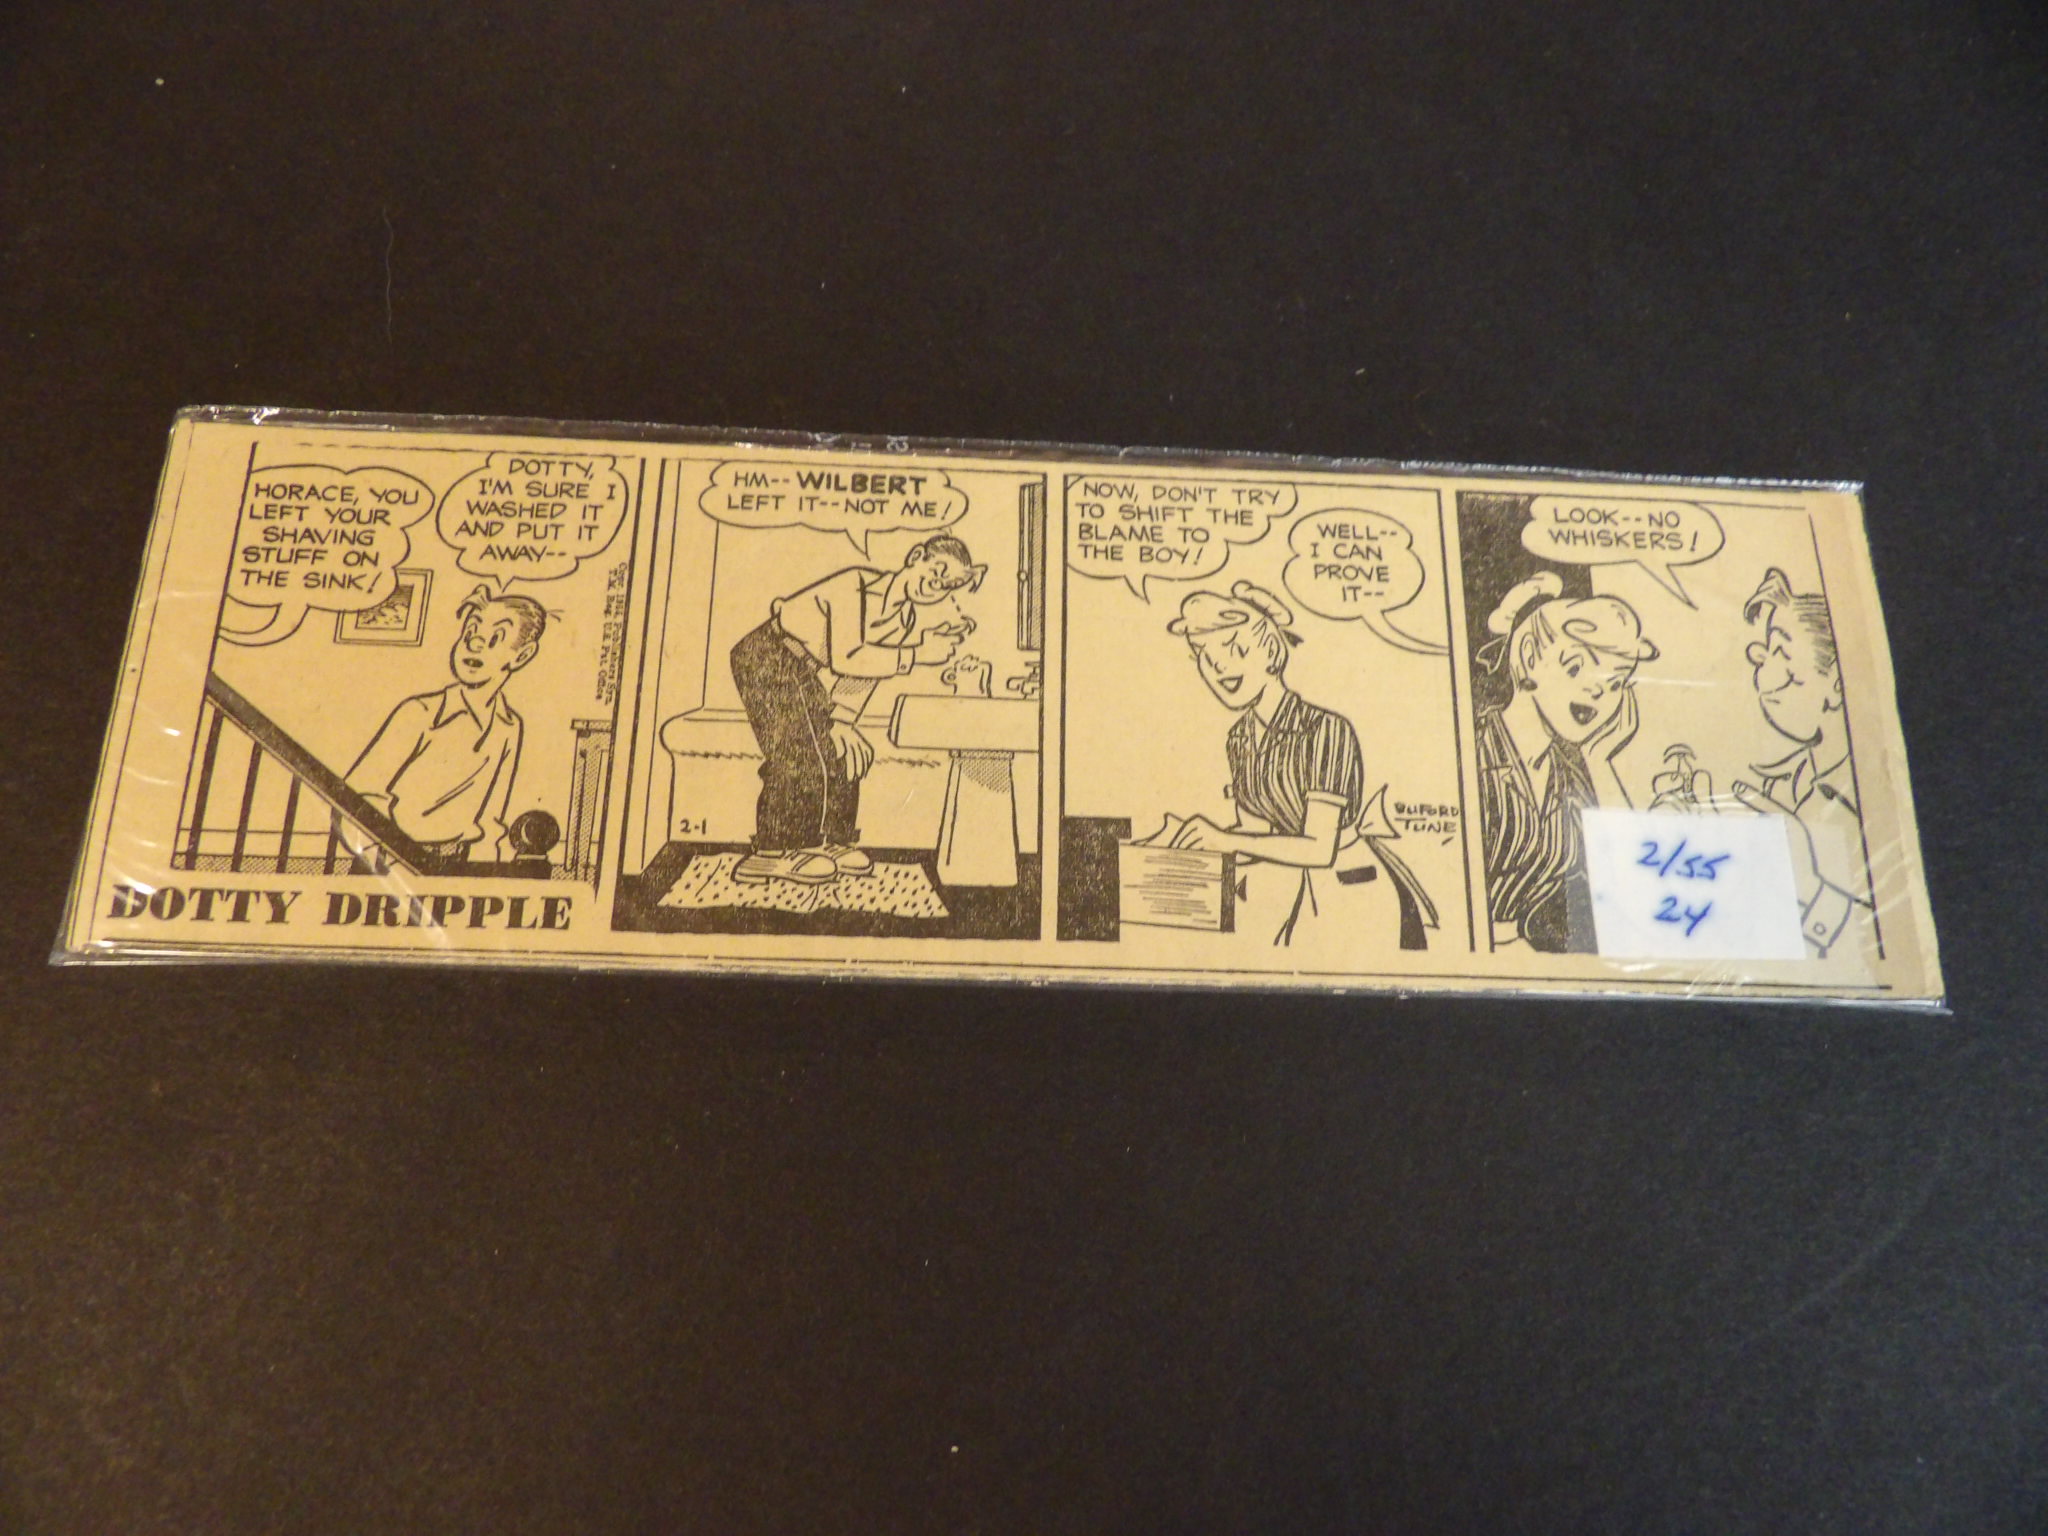 HORACE, YOU
LEFT YOUR
SHAVING
STUFF ON
THE SINK!
DOTTY,
I'M SURE I
WASHED IT
AND PUT IT
AWAY--
DOTTY DRIPPLE
HM-- WILBERT
LEFT IT--NOT ME!
2-1
NOW, DON'T TRY
TO SHIFT THE
BLAME TO
THE BOY!
WELL--
I CAN
PROVE
IT--
BUFORD
TUNE
LOOK--NO
WHISKERS!
2/55
24